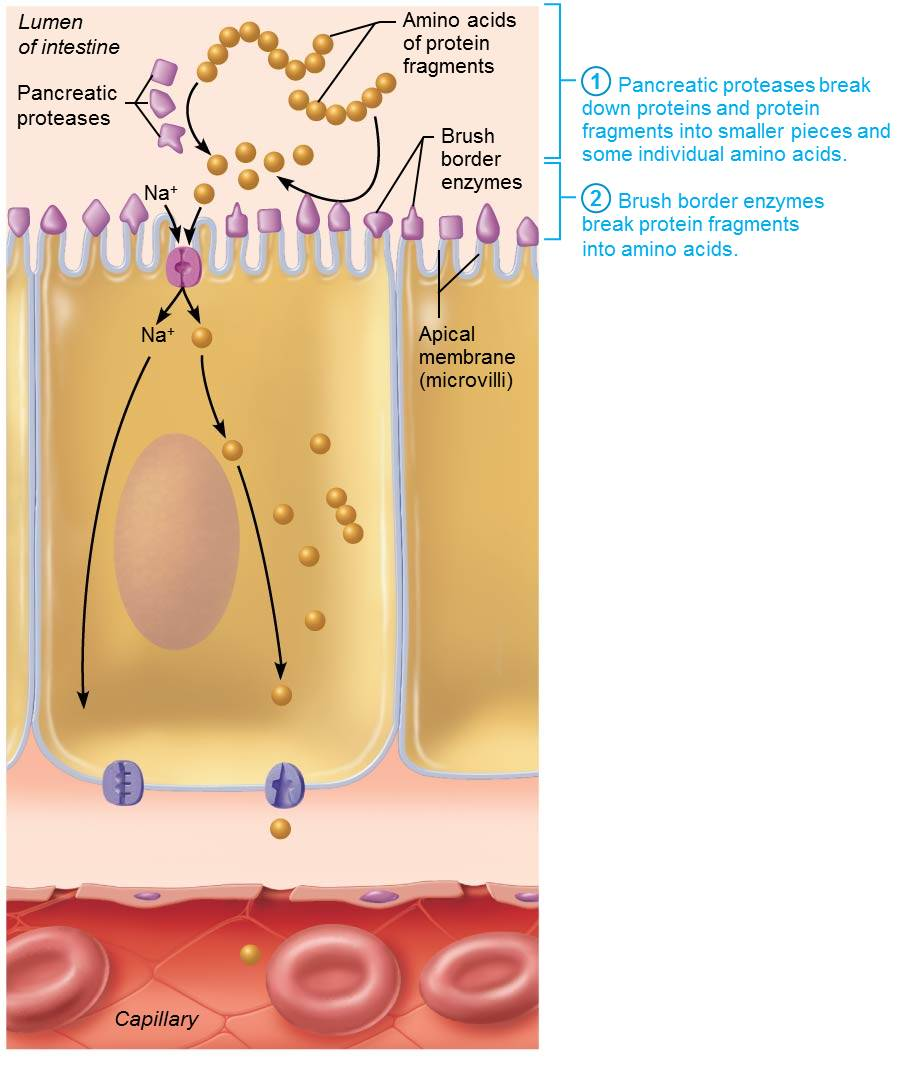 Lumen
of intestine
Pancreatic
proteases
Amino acids
of protein
fragments
Brush
border
enzymes
Na⁺
Na⁺
Apical
membrane
(microvilli)
Capillary
1 Pancreatic proteases break
down proteins and protein
fragments into smaller pieces and
some individual amino acids.
2 Brush border enzymes
break protein fragments
into amino acids.